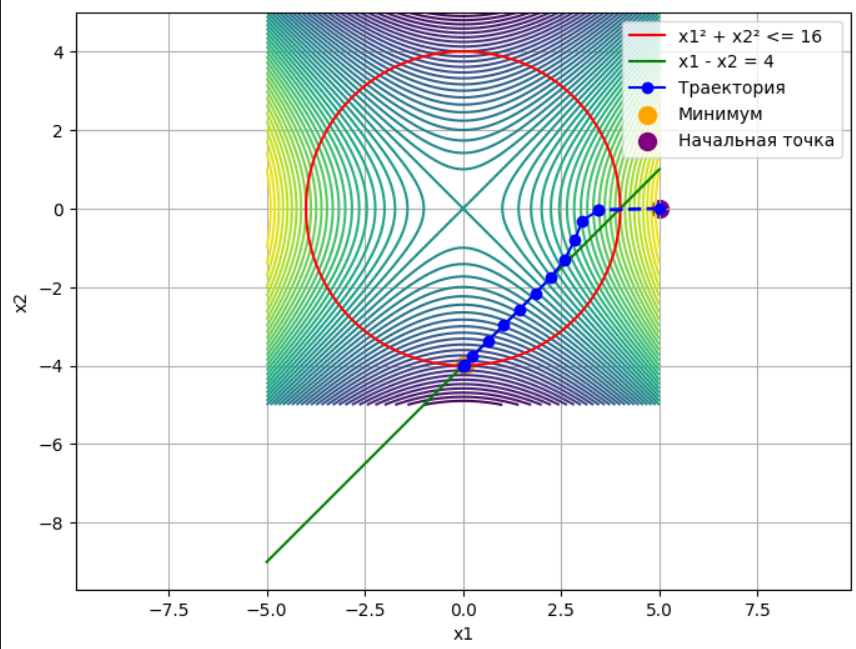 x1² + x2² <= 16
x1 - x2 = 4
Траектория
Минимум
Начальная точка
4
2
0
−2
−4
−6
−8
x2
−7.5 −5.0 −2.5 0.0 2.5 5.0 7.5
x1